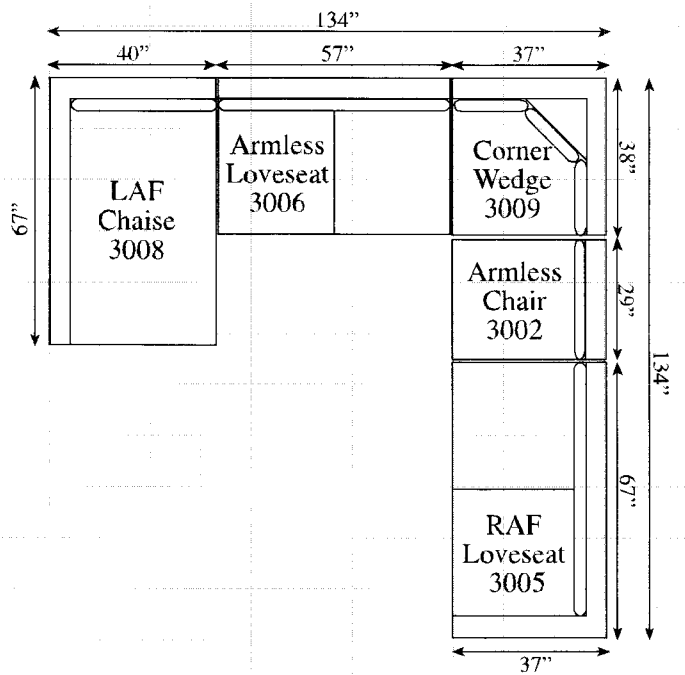 134”
40”
57”
37”
LAF
Chaise
3008
Armless
Loveseat
3006
Corner
Wedge
3009
38”
67”
Armless
Chair
3002
29”
134”
67”
RAF
Loveseat
3005
37”